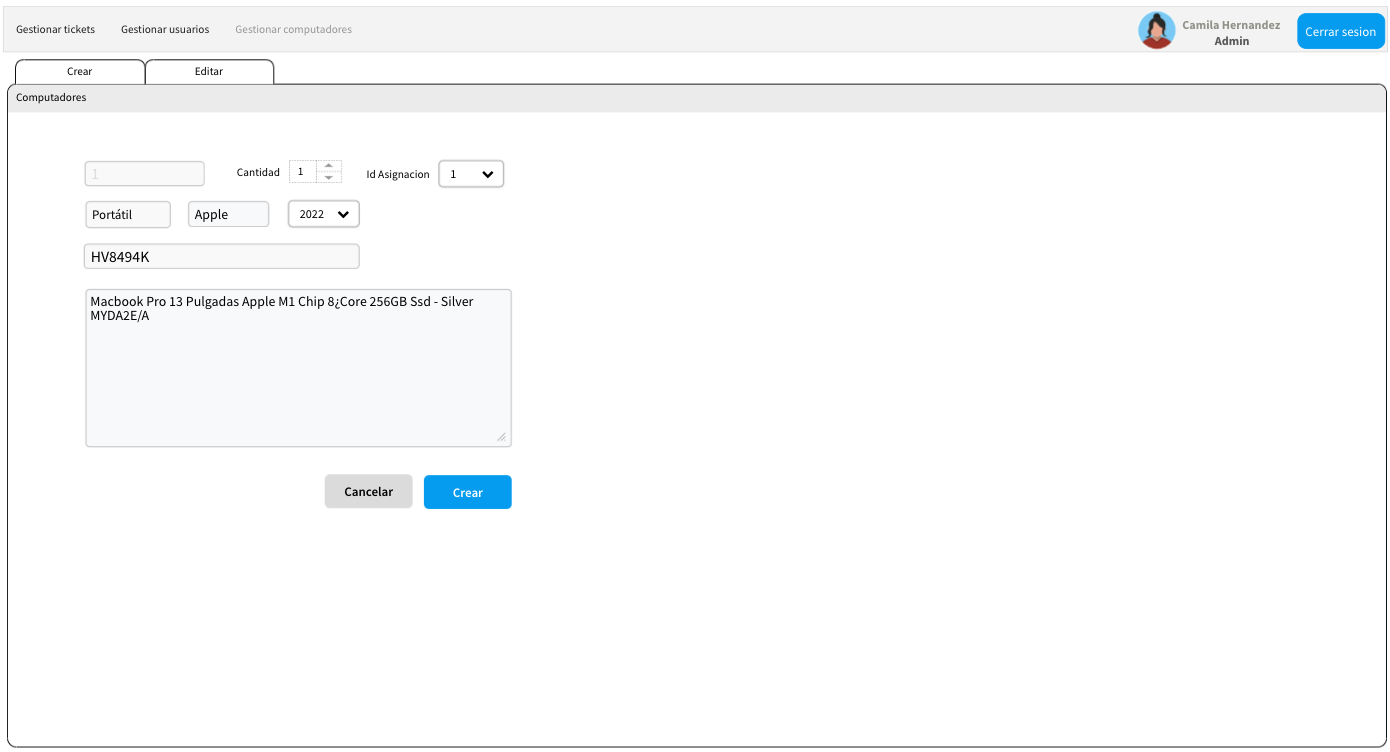 Gestionar tickets Gestionar usuarios Gestionar computadores
Camila Hernandez
Admin
Cerrar sesion
Crear Editar
Computadores
1 Cantidad 1 Id Asignacion 1
Portátil Apple 2022
HV8494K
Macbook Pro 13 Pulgadas Apple M1 Chip 8¿Core 256GB Ssd - Silver
MYDA2E/A
Cancelar Crear